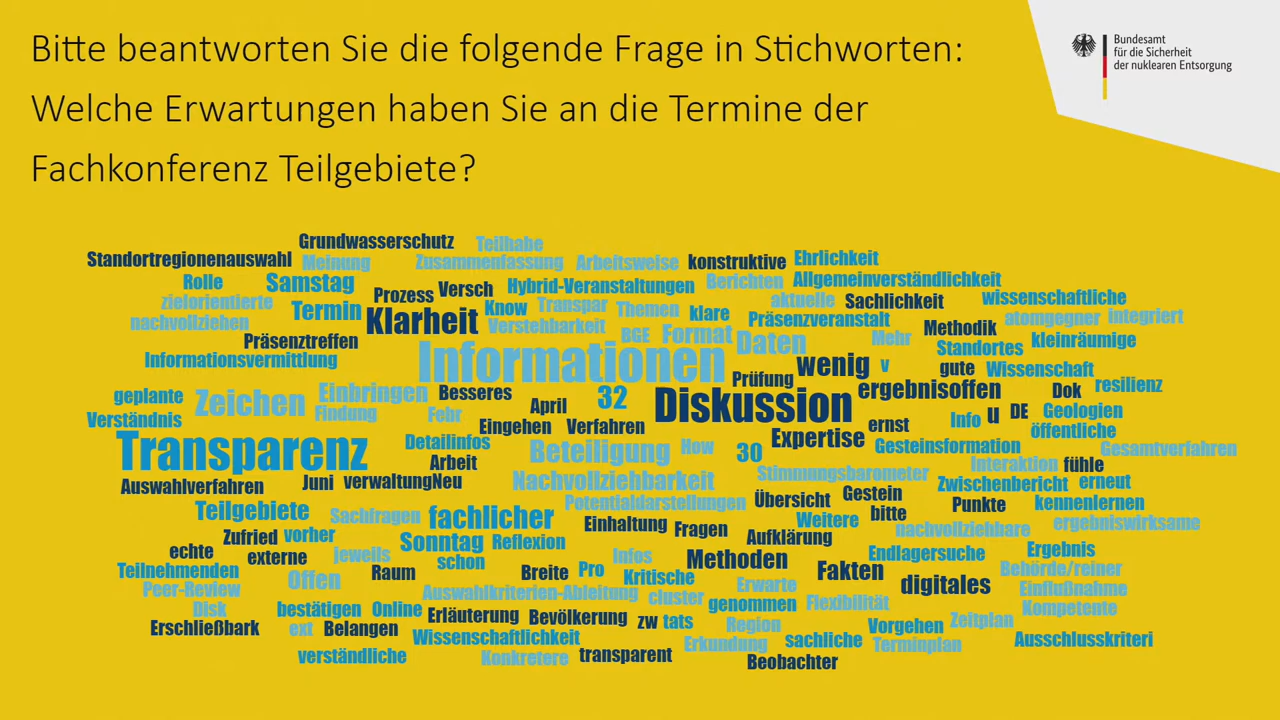 Bitte beantworten Sie die folgende Frage in Stichworten:
Welche Erwartungen haben Sie an die Termine der
Fachkonferenz Teilgebiete?
Bundesamt
für die Sicherheit
der nuklearen Entsorgung
Grundwasserschutz Teilhabe
Standortregionenauswahl Meinung Zusammenfassung Arbeitsweise konstruktive Ehrlichkeit
Rolle Samstag Hybrid-Veranstaltungen Berichten Allgemeinverständlichkeit
zielorientierte Termin Prozess Versch Know Transpar Themen klare aktuelle Sachlichkeit wissenschaftliche
nachvollziehen Klarheit Verstehbarkeit BGE Format Präsenzveranstalt Methodik atomgegner integriert
Präsenztreffen Informationen Daten Mehr Standortes kleinräumige
Informationsvermittlung wenig v gute Wissenschaft
geplante Zeichen Einbringen Besseres 32 Prüfung ergebnisoffen Dok resilienz
Verständnis Findung Febr April Diskussion Info u DE Geologien
Eingehen Verfahren ernst öffentliche
Transparenz Detailinfos Beteiligung How 30 Expertise Gesteinsformation Gesamtverfahren
Arbeit Interaktion fühle
Auswahlverfahren Juni verwaltungNeu Nachvollziehbarkeit Stimmungsbarometer Zwischenbericht erneut
Teilgebiete Sachfragen fachlicher Potentialdarstellungen Übersicht Gestein Punkte kennenlernen
Zufried vorher Einhaltung Fragen Weitere bitte nachvollziehbare ergebniswirksame
echte externe jeweils Sonntag Reflexion Aufklärung
Teilnehmenden schon Infos Methoden Endlagersuche Ergebnis
Peer-Review Offen Raum Breite Pro Kritische Fakten Behörde/reiner
Disk Auswahlkriterien-Ableitung cluster Erwarte digitales Einflußnahme
bestätigen Online Erläuterung Bevölkerung genommen Flexibilität Kompetente
Erschließbark ext Belangen zw tats Region Vorgehen Zeitplan
Wissenschaftlichkeit Erkundung sachliche Terminplan Ausschlusskriteri
verständliche Konkretere transparent Beobachter